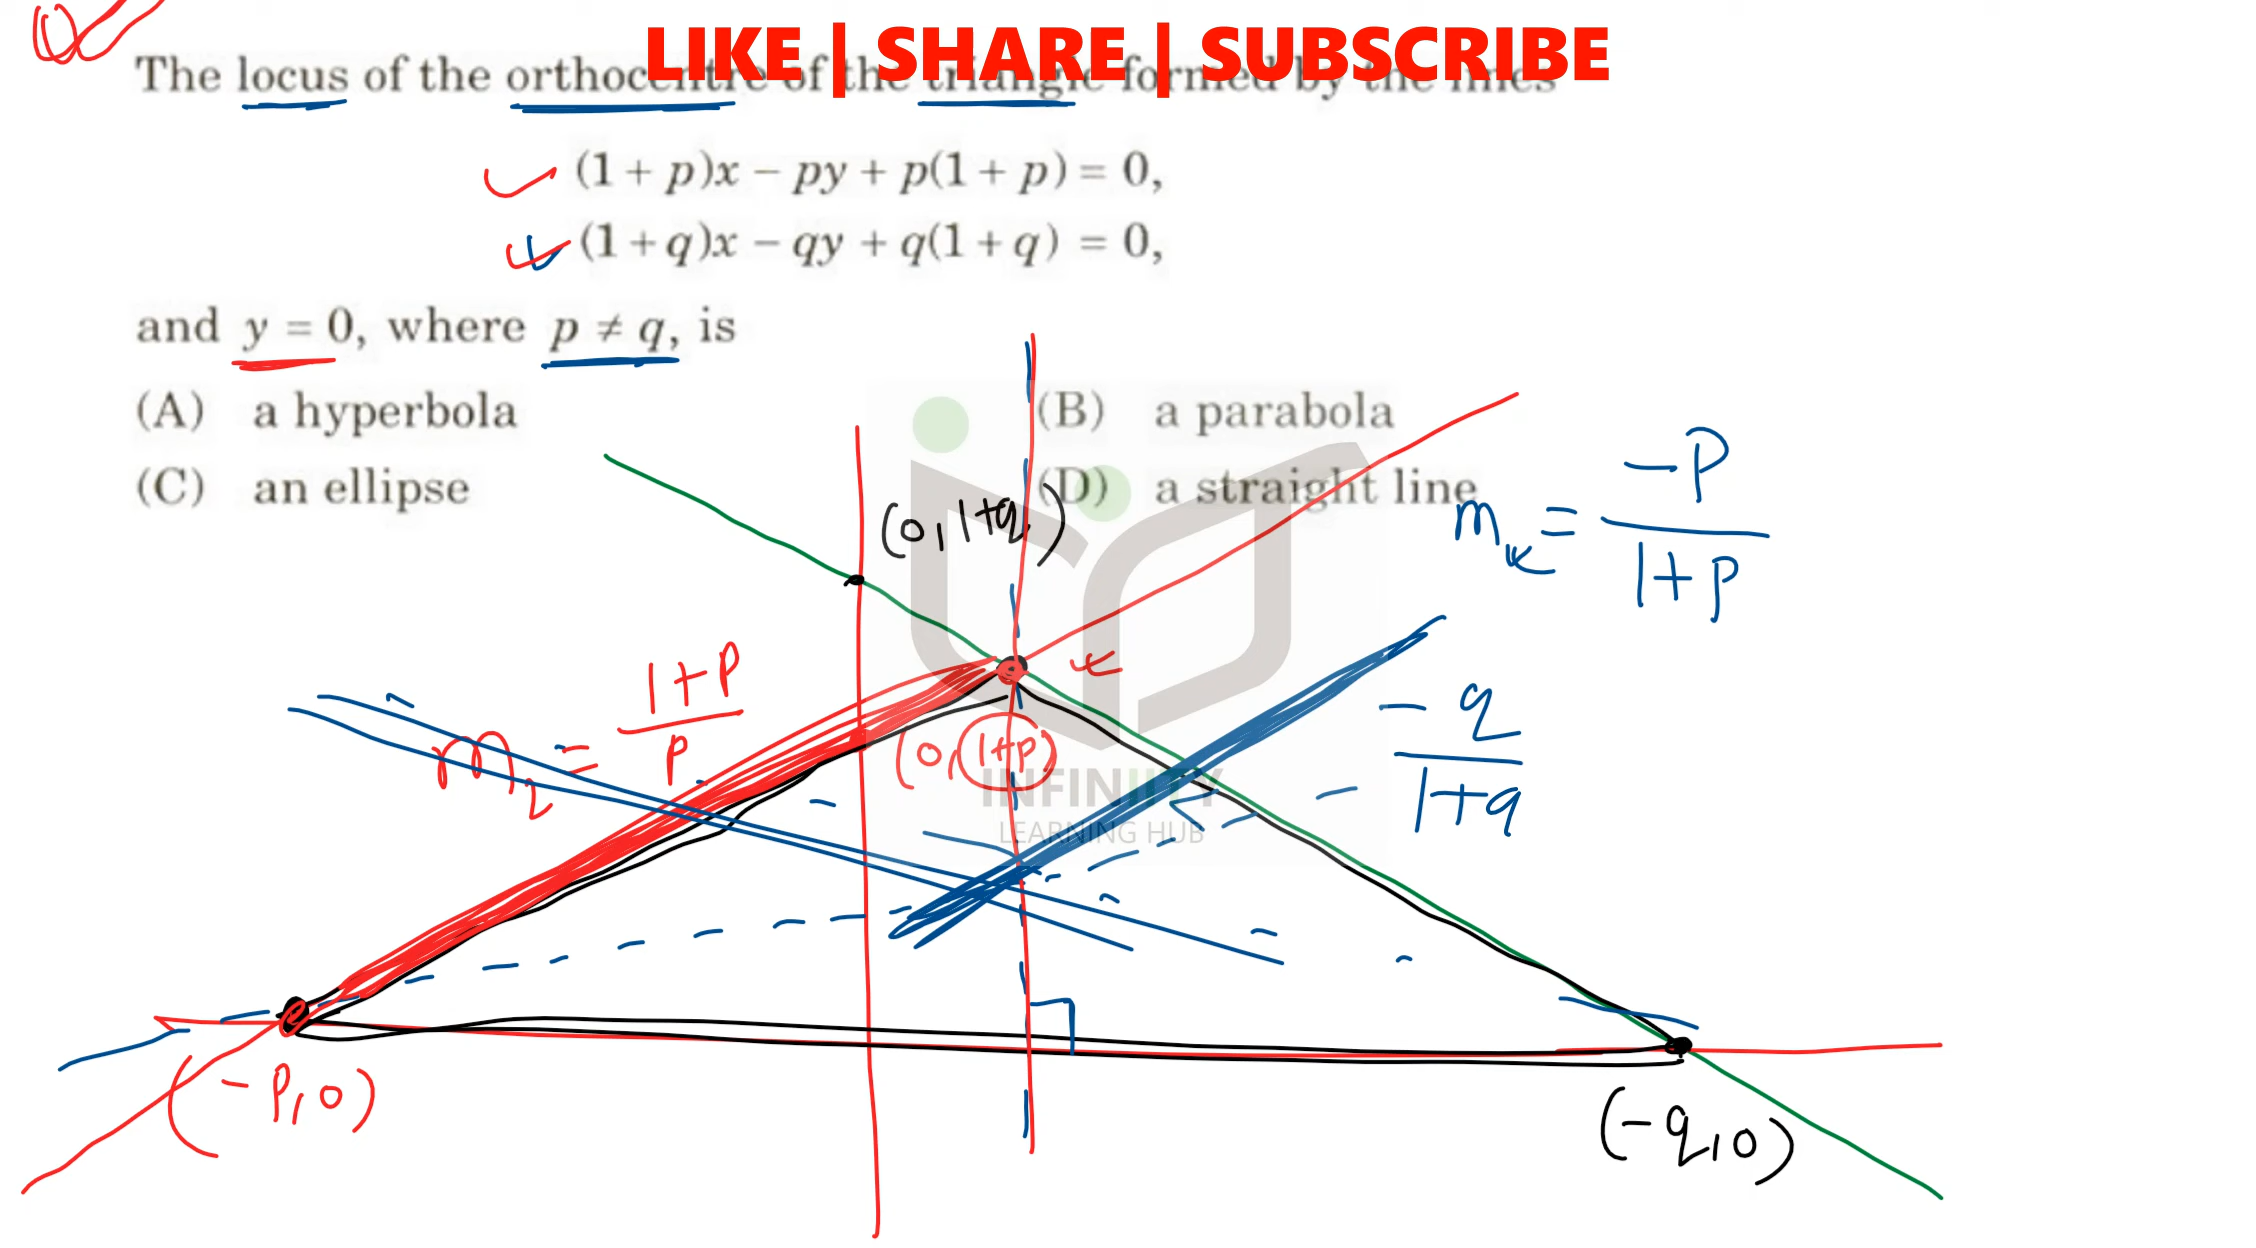 LIKE | SHARE | SUBSCRIBE
The locus of the orthocentre of the triangle formed by the lines
(1 + p)x − py + p(1 + p) = 0,
(1 + q)x − qy + q(1 + q) = 0,
and y = 0, where p ≠ q, is
(A) a hyperbola
(B) a parabola
(C) an ellipse
(D) a straight line
(0, 1+q)
m = -P / 1+P
m = 1+P / P
(0, 1+P)
- q / 1+q
INFINITY
LEARNING HUB
(-P, 0)
(-q, 0)